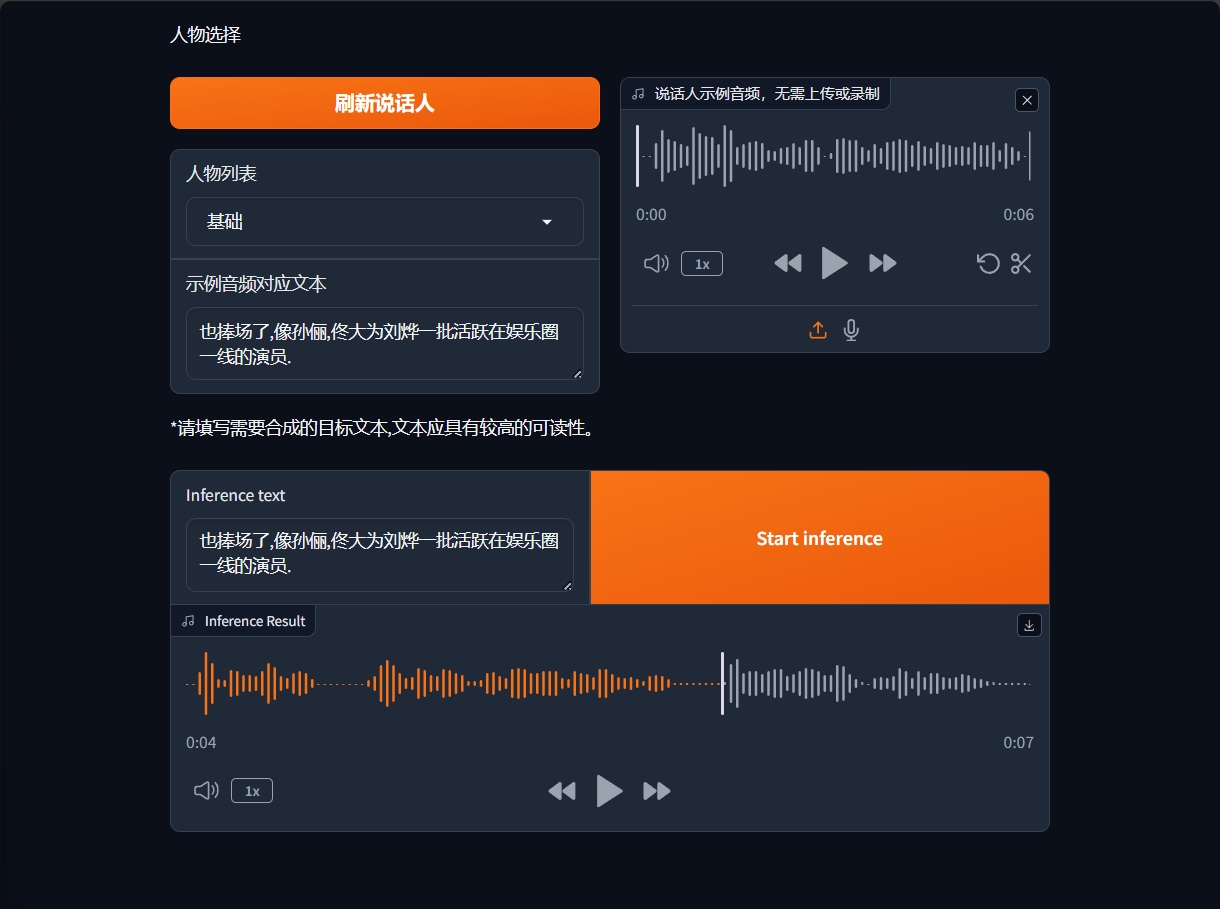 人物选择
刷新说话人
人物列表
基础
示例音频对应文本
也捧场了,像孙俪,佟大为刘烨一批活跃在娱乐圈
一线的演员.
说话人示例音频，无需上传或录制
0:00
0:06
1x
*请填写需要合成的目标文本,文本应具有较高的可读性。
Inference text
也捧场了,像孙俪,佟大为刘烨一批活跃在娱乐圈
一线的演员.
Start inference
Inference Result
0:04
0:07
1x